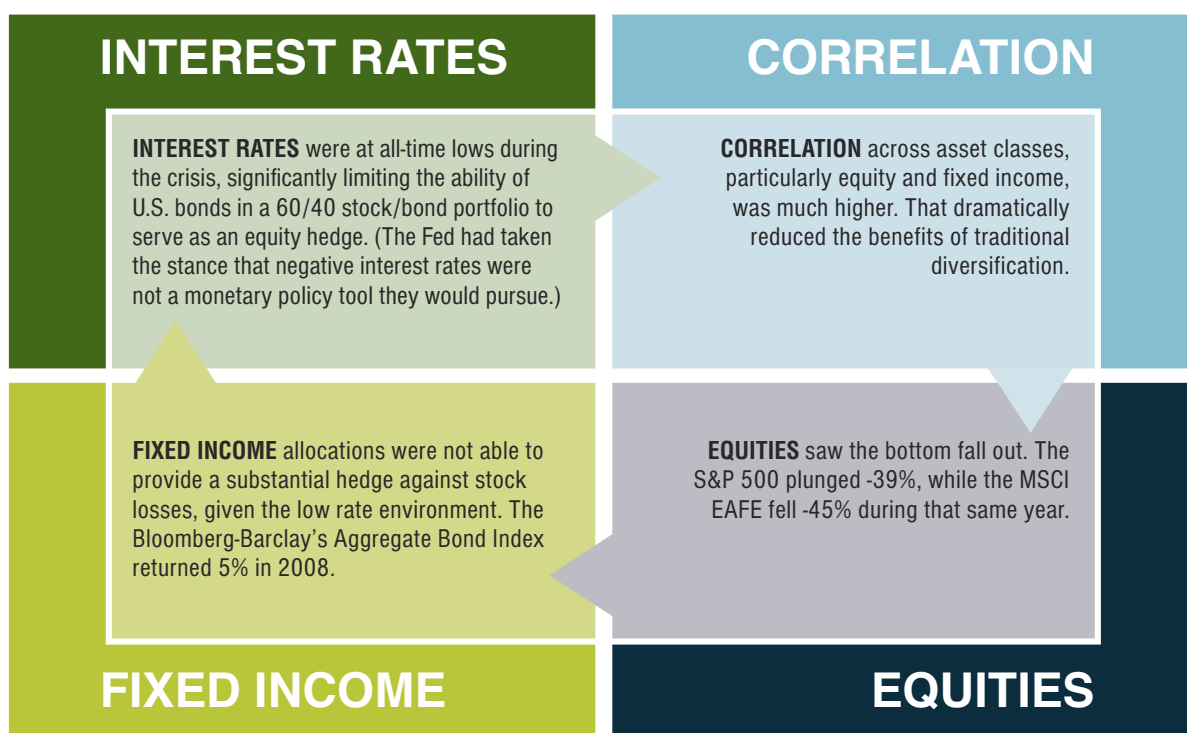 INTEREST RATES
INTEREST RATES were at all-time lows during
the crisis, significantly limiting the ability of
U.S. bonds in a 60/40 stock/bond portfolio to
serve as an equity hedge. (The Fed had taken
the stance that negative interest rates were
not a monetary policy tool they would pursue.)
CORRELATION
CORRELATION across asset classes,
particularly equity and fixed income,
was much higher. That dramatically
reduced the benefits of traditional
diversification.
FIXED INCOME allocations were not able to
provide a substantial hedge against stock
losses, given the low rate environment. The
Bloomberg-Barclay’s Aggregate Bond Index
returned 5% in 2008.
FIXED INCOME
EQUITIES saw the bottom fall out. The
S&P 500 plunged -39%, while the MSCI
EAFE fell -45% during that same year.
EQUITIES